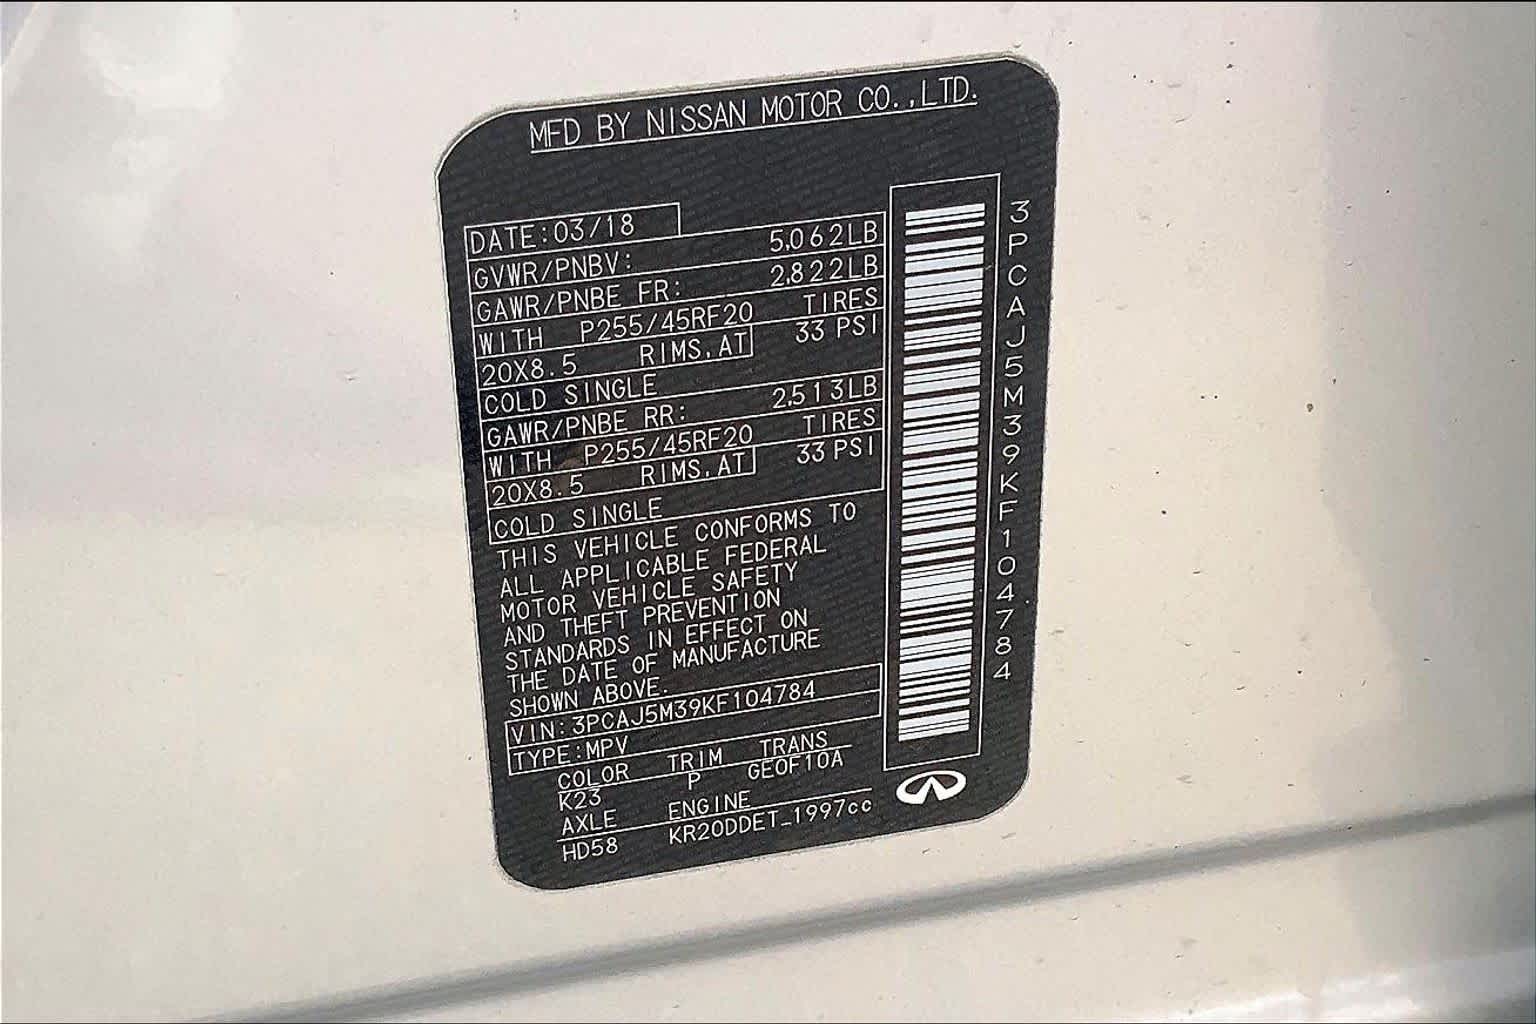 MFD BY NISSAN MOTOR CO.,LTD.
DATE:03/18
GVWR/PNBV: 5,062LB
GAWR/PNBE FR: 2,822LB
WITH P255/45RF20 TIRES
20X8.5 RIMS,AT 33 PSI
COLD SINGLE
GAWR/PNBE RR: 2,513LB
WITH P255/45RF20 TIRES
20X8.5 RIMS,AT 33 PSI
COLD SINGLE
THIS VEHICLE CONFORMS TO
ALL APPLICABLE FEDERAL
MOTOR VEHICLE SAFETY
AND THEFT PREVENTION
STANDARDS IN EFFECT ON
THE DATE OF MANUFACTURE
SHOWN ABOVE.
VIN:3PCAJ5M39KF104784
TYPE:MPV
COLOR TRIM TRANS
K23 P GE0F10A
AXLE ENGINE
HD58 KR20DDET_1997cc
3PCAJ5M39KF104784